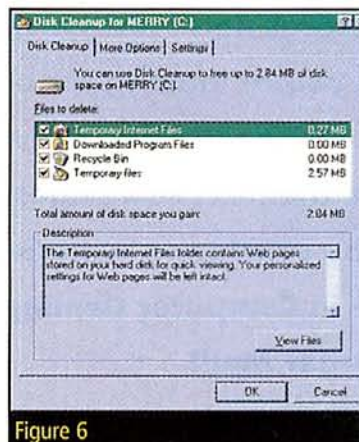 Disk Cleanup for MERRY (C:)
Disk Cleanup More Options Settings
You can use Disk Cleanup to free up to 2.84 MB of disk
space on MERRY (C:).
Files to delete:
Temporary Internet Files 0.27 MB
Downloaded Program Files 0.00 MB
Recycle Bin 0.00 MB
Temporary files 2.57 MB
Total amount of disk space you gain: 2.84 MB
Description
The Temporary Internet Files folder contains Web pages
stored on your hard disk for quick viewing. Your personalized
settings for Web pages will be left intact.
View Files
OK Cancel
Figure 6